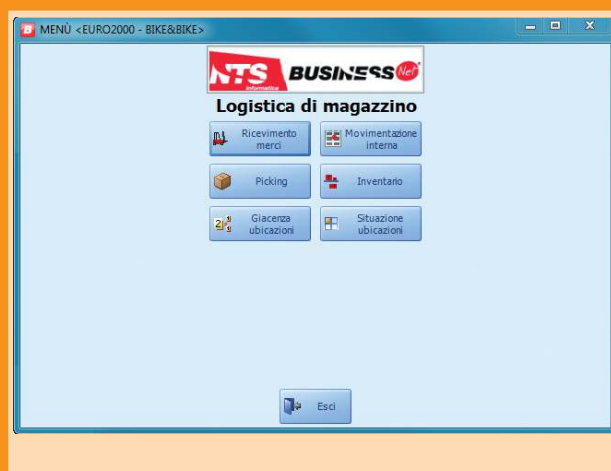 MENÙ <EURO2000 - BIKE&BIKE>
NTS BUSINESS Net
Informatica
Logistica di magazzino
Ricevimento merci
Movimentazione interna
Picking
Inventario
Giacenza ubicazioni
Situazione ubicazioni
Esci